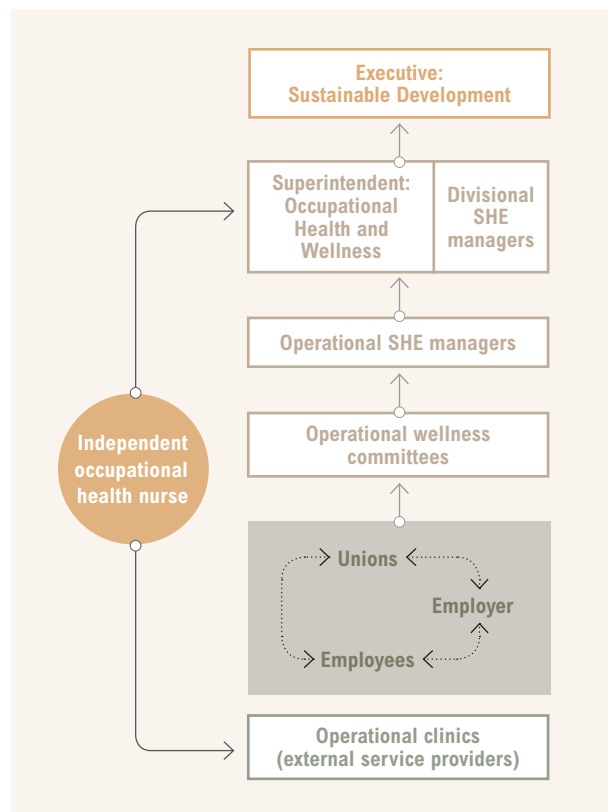 Executive:
Sustainable Development
Superintendent:
Occupational
Health and
Wellness
Divisional
SHE
managers
Operational SHE managers
Operational wellness
committees
Independent
occupational
health nurse
Unions
Employer
Employees
Operational clinics
(external service providers)